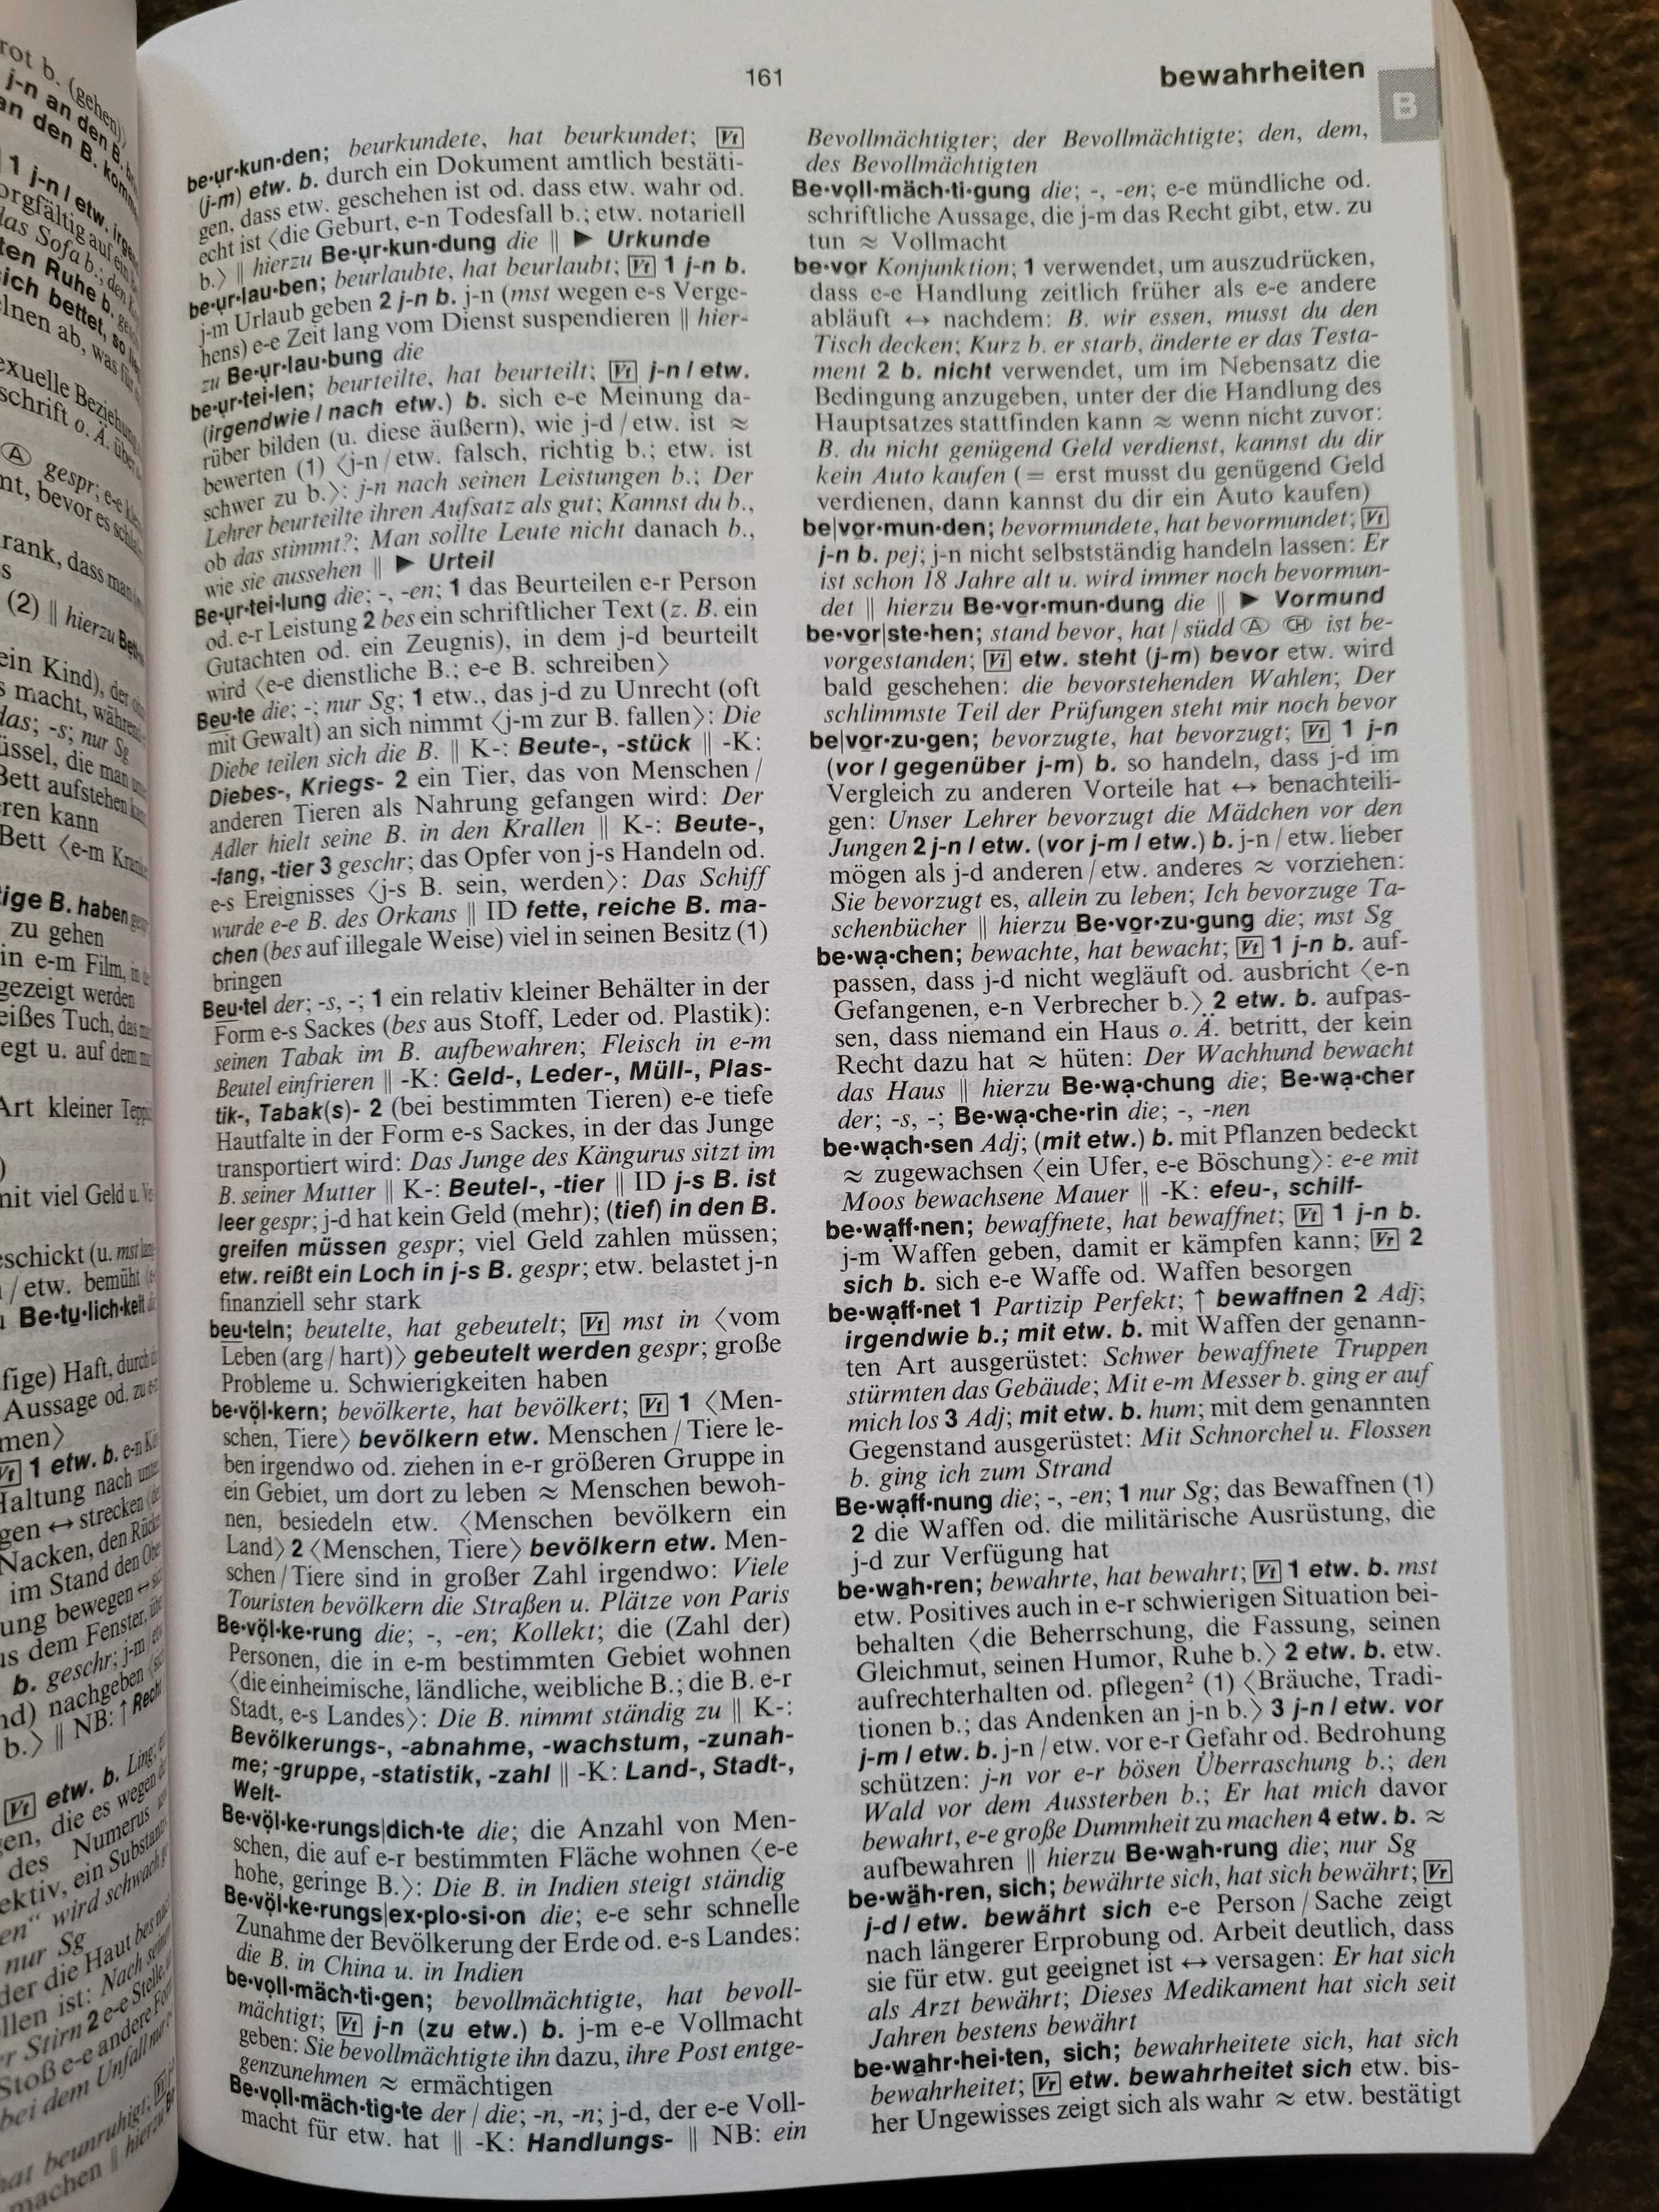 161
bewahrheiten
B
be·ur·kun·den; beurkundete, hat beurkundet; Vt
(j-m) etw. b. durch ein Dokument amtlich bestäti-
gen, dass etw. geschehen ist od. dass etw. wahr od.
echt ist ⟨die Geburt, e-n Todesfall b.; etw. notariell
b.⟩ || hierzu Be·ur·kun·dung die || ► Urkunde
be·ur·lau·ben; beurlaubte, hat beurlaubt; Vt 1 j-n b.
j-m Urlaub geben 2 j-n b. j-n (mst wegen e-s Verge-
hens) e-e Zeit lang vom Dienst suspendieren || hier-
zu Be·ur·lau·bung die
be·ur·tei·len; beurteilte, hat beurteilt; Vt j-n / etw.
(irgendwie / nach etw.) b. sich e-e Meinung da-
rüber bilden (u. diese äußern), wie j-d / etw. ist ≈
bewerten (1) ⟨j-n / etw. falsch, richtig b.; etw. ist
schwer zu b.⟩: j-n nach seinen Leistungen b.; Der
Lehrer beurteilte ihren Aufsatz als gut; Kannst du b.,
ob das stimmt?; Man sollte Leute nicht danach b.,
wie sie aussehen || ► Urteil
Be·ur·tei·lung die; -, -en; 1 das Beurteilen e-r Person
od. e-r Leistung 2 bes ein schriftlicher Text (z. B. ein
Gutachten od. ein Zeugnis), in dem j-d beurteilt
wird ⟨e-e dienstliche B.; e-e B. schreiben⟩
Beu·te die; -; nur Sg; 1 etw., das j-d zu Unrecht (oft
mit Gewalt) an sich nimmt ⟨j-m zur B. fallen⟩: Die
Diebe teilen sich die B. || K-: Beute-, -stück || -K:
Diebes-, Kriegs- 2 ein Tier, das von Menschen /
anderen Tieren als Nahrung gefangen wird: Der
Adler hielt seine B. in den Krallen || K-: Beute-,
-fang, -tier 3 geschr; das Opfer von j-s Handeln od.
e-s Ereignisses ⟨j-s B. sein, werden⟩: Das Schiff
wurde e-e B. des Orkans || ID fette, reiche B. ma-
chen (bes auf illegale Weise) viel in seinen Besitz (1)
bringen
Beu·tel der; -s, -; 1 ein relativ kleiner Behälter in der
Form e-s Sackes (bes aus Stoff, Leder od. Plastik):
seinen Tabak im B. aufbewahren; Fleisch in e-m
Beutel einfrieren || -K: Geld-, Leder-, Müll-, Plas-
tik-, Tabak(s)- 2 (bei bestimmten Tieren) e-e tiefe
Hautfalte in der Form e-s Sackes, in der das Junge
transportiert wird: Das Junge des Kängurus sitzt im
B. seiner Mutter || K-: Beutel-, -tier || ID j-s B. ist
leer gespr; j-d hat kein Geld (mehr); (tief) in den B.
greifen müssen gespr; viel Geld zahlen müssen;
etw. reißt ein Loch in j-s B. gespr; etw. belastet j-n
finanziell sehr stark
beu·teln; beutelte, hat gebeutelt; Vt mst in ⟨vom
Leben (arg / hart)⟩ gebeutelt werden gespr; große
Probleme u. Schwierigkeiten haben
be·völ·kern; bevölkerte, hat bevölkert; Vt 1 ⟨Men-
schen, Tiere⟩ bevölkern etw. Menschen / Tiere le-
ben irgendwo od. ziehen in e-r größeren Gruppe in
ein Gebiet, um dort zu leben ≈ Menschen bewoh-
nen, besiedeln etw. ⟨Menschen bevölkern ein
Land⟩ 2 ⟨Menschen, Tiere⟩ bevölkern etw. Men-
schen / Tiere sind in großer Zahl irgendwo: Viele
Touristen bevölkern die Straßen u. Plätze von Paris
Be·völ·ke·rung die; -, -en; Kollekt; die (Zahl der)
Personen, die in e-m bestimmten Gebiet wohnen
⟨die einheimische, ländliche, weibliche B.; die B. e-r
Stadt, e-s Landes⟩: Die B. nimmt ständig zu || K-:
Bevölkerungs-, -abnahme, -wachstum, -zunah-
me; -gruppe, -statistik, -zahl || -K: Land-, Stadt-,
Welt-
Be·völ·ke·rungs|dich·te die; die Anzahl von Men-
schen, die auf e-r bestimmten Fläche wohnen ⟨e-e
hohe, geringe B.⟩: Die B. in Indien steigt ständig
Be·völ·ke·rungs|ex·plo·si·on die; e-e sehr schnelle
Zunahme der Bevölkerung der Erde od. e-s Landes:
die B. in China u. in Indien
be·voll·mäch·ti·gen; bevollmächtigte, hat bevoll-
mächtigt; Vt j-n (zu etw.) b. j-m e-e Vollmacht
geben: Sie bevollmächtigte ihn dazu, ihre Post entge-
genzunehmen ≈ ermächtigen
Be·voll·mäch·tig·te der / die; -n, -n; j-d, der e-e Voll-
macht für etw. hat || -K: Handlungs- || NB: ein
Bevollmächtigter; der Bevollmächtigte; den, dem,
des Bevollmächtigten
Be·voll·mäch·ti·gung die; -, -en; e-e mündliche od.
schriftliche Aussage, die j-m das Recht gibt, etw. zu
tun ≈ Vollmacht
be·vor Konjunktion; 1 verwendet, um auszudrücken,
dass e-e Handlung zeitlich früher als e-e andere
abläuft ↔ nachdem: B. wir essen, musst du den
Tisch decken; Kurz b. er starb, änderte er das Testa-
ment 2 b. nicht verwendet, um im Nebensatz die
Bedingung anzugeben, unter der die Handlung des
Hauptsatzes stattfinden kann ≈ wenn nicht zuvor:
B. du nicht genügend Geld verdienst, kannst du dir
kein Auto kaufen (= erst musst du genügend Geld
verdienen, dann kannst du dir ein Auto kaufen)
be|vor·mun·den; bevormundete, hat bevormundet; Vt
j-n b. pej; j-n nicht selbstständig handeln lassen: Er
ist schon 18 Jahre alt u. wird immer noch bevormun-
det || hierzu Be·vor·mun·dung die || ► Vormund
be·vor|ste·hen; stand bevor, hat / südd Ⓐ CH ist be-
vorgestanden; Vi etw. steht (j-m) bevor etw. wird
bald geschehen: die bevorstehenden Wahlen; Der
schlimmste Teil der Prüfungen steht mir noch bevor
be|vor·zu·gen; bevorzugte, hat bevorzugt; Vt 1 j-n
(vor / gegenüber j-m) b. so handeln, dass j-d im
Vergleich zu anderen Vorteile hat ↔ benachteili-
gen: Unser Lehrer bevorzugt die Mädchen vor den
Jungen 2 j-n / etw. (vor j-m / etw.) b. j-n / etw. lieber
mögen als j-d anderen / etw. anderes ≈ vorziehen:
Sie bevorzugt es, allein zu leben; Ich bevorzuge Ta-
schenbücher || hierzu Be·vor·zu·gung die; mst Sg
be·wa·chen; bewachte, hat bewacht; Vt 1 j-n b. auf-
passen, dass j-d nicht wegläuft od. ausbricht ⟨e-n
Gefangenen, e-n Verbrecher b.⟩ 2 etw. b. aufpas-
sen, dass niemand ein Haus o. Ä. betritt, der kein
Recht dazu hat ≈ hüten: Der Wachhund bewacht
das Haus || hierzu Be·wa·chung die; Be·wa·cher
der; -s, -; Be·wa·che·rin die; -, -nen
be·wach·sen Adj; (mit etw.) b. mit Pflanzen bedeckt
≈ zugewachsen ⟨ein Ufer, e-e Böschung⟩: e-e mit
Moos bewachsene Mauer || -K: efeu-, schilf-
be·waff·nen; bewaffnete, hat bewaffnet; Vt 1 j-n b.
j-m Waffen geben, damit er kämpfen kann; Vr 2
sich b. sich e-e Waffe od. Waffen besorgen
be·waff·net 1 Partizip Perfekt; ↑ bewaffnen 2 Adj;
irgendwie b.; mit etw. b. mit Waffen der genann-
ten Art ausgerüstet: Schwer bewaffnete Truppen
stürmten das Gebäude; Mit e-m Messer b. ging er auf
mich los 3 Adj; mit etw. b. hum; mit dem genannten
Gegenstand ausgerüstet: Mit Schnorchel u. Flossen
b. ging ich zum Strand
Be·waff·nung die; -, -en; 1 nur Sg; das Bewaffnen (1)
2 die Waffen od. die militärische Ausrüstung, die
j-d zur Verfügung hat
be·wah·ren; bewahrte, hat bewahrt; Vt 1 etw. b. mst
etw. Positives auch in e-r schwierigen Situation bei-
behalten ⟨die Beherrschung, die Fassung, seinen
Gleichmut, seinen Humor, Ruhe b.⟩ 2 etw. b. etw.
aufrechterhalten od. pflegen² (1) ⟨Bräuche, Tradi-
tionen b.; das Andenken an j-n b.⟩ 3 j-n / etw. vor
j-m / etw. b. j-n / etw. vor e-r Gefahr od. Bedrohung
schützen: j-n vor e-r bösen Überraschung b.; den
Wald vor dem Aussterben b.; Er hat mich davor
bewahrt, e-e große Dummheit zu machen 4 etw. b. ≈
aufbewahren || hierzu Be·wah·rung die; nur Sg
be·wäh·ren, sich; bewährte sich, hat sich bewährt; Vr
j-d / etw. bewährt sich e-e Person / Sache zeigt
nach längerer Erprobung od. Arbeit deutlich, dass
sie für etw. gut geeignet ist ↔ versagen: Er hat sich
als Arzt bewährt; Dieses Medikament hat sich seit
Jahren bestens bewährt
be·wahr·hei·ten, sich; bewahrheitete sich, hat sich
bewahrheitet; Vr etw. bewahrheitet sich etw. bis-
her Ungewisses zeigt sich als wahr ≈ etw. bestätigt